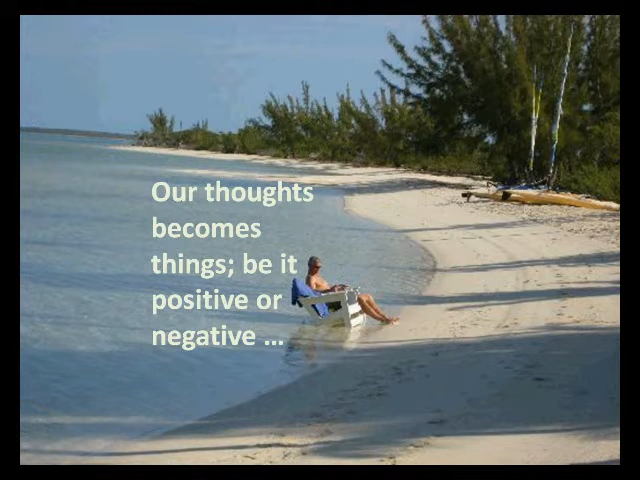 Our thoughts
becomes
things; be it
positive or
negative ...